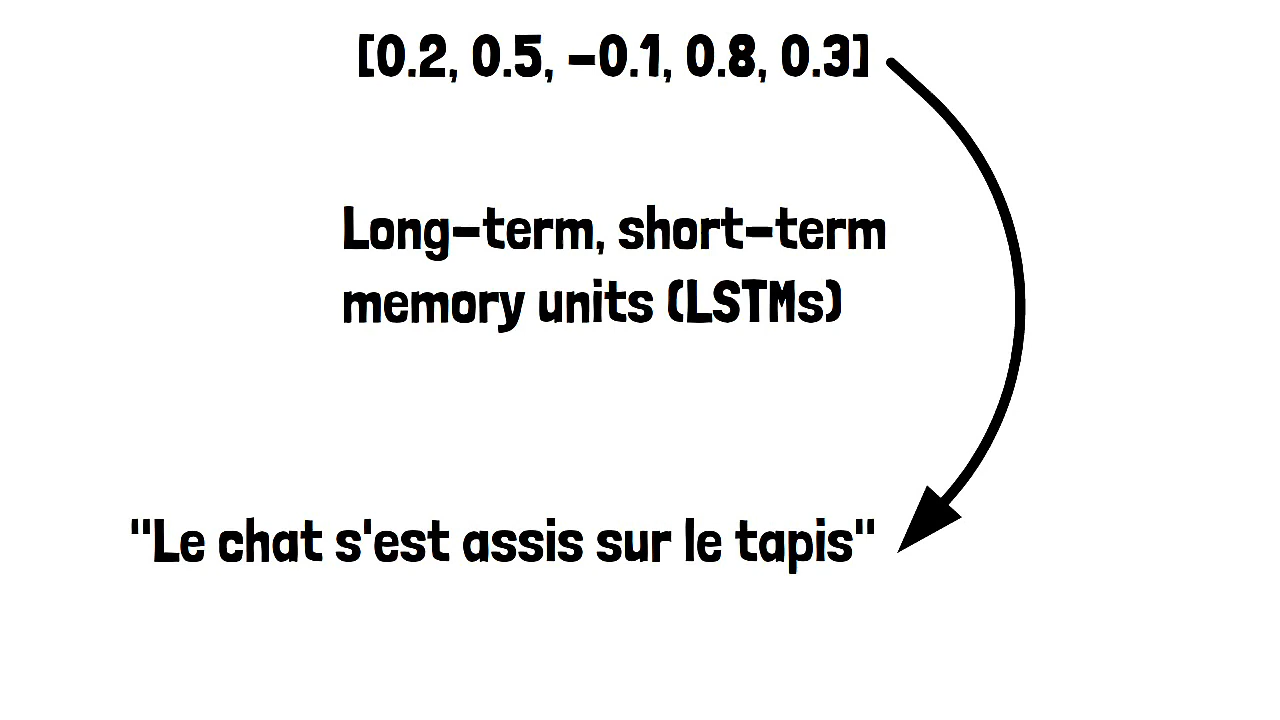 [0.2, 0.5, -0.1, 0.8, 0.3]
Long-term, short-term
memory units (LSTMs)
"Le chat s'est assis sur le tapis"